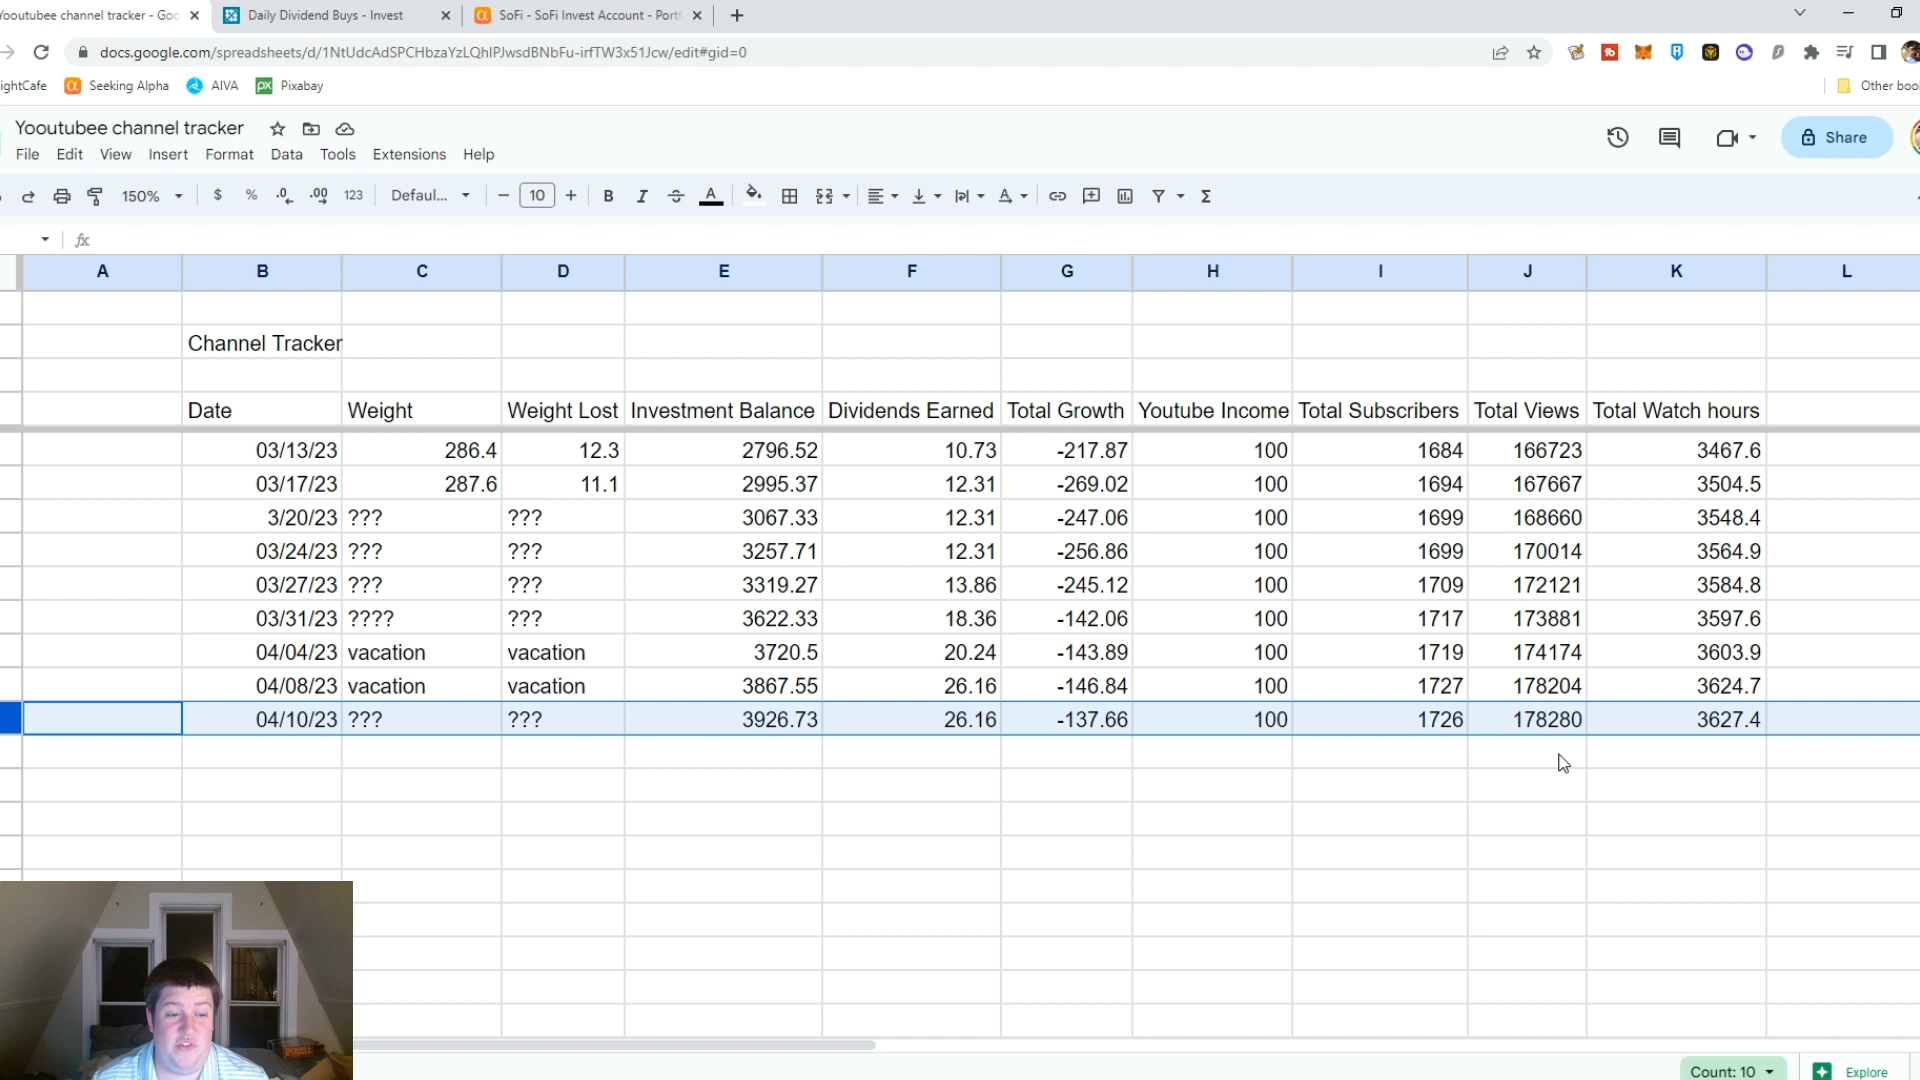 Yooutubee channel tracker - Goo
Daily Dividend Buys - Invest
SoFi - SoFi Invest Account - Portf
docs.google.com/spreadsheets/d/1NtUdcAdSPCHbzaYzLQhIPJwsdBNbFu-irfTW3x51Jcw/edit#gid=0
ightCafe Seeking Alpha AIVA px Pixabay Other boo
Yooutubee channel tracker
File Edit View Insert Format Data Tools Extensions Help
Share
150% $ % .0 .00 123 Defaul... 10 B I A
fx
A B C D E F G H I J K L
Channel Tracker
Date Weight Weight Lost Investment Balance Dividends Earned Total Growth Youtube Income Total Subscribers Total Views Total Watch hours
03/13/23 286.4 12.3 2796.52 10.73 -217.87 100 1684 166723 3467.6
03/17/23 287.6 11.1 2995.37 12.31 -269.02 100 1694 167667 3504.5
3/20/23 ??? ??? 3067.33 12.31 -247.06 100 1699 168660 3548.4
03/24/23 ??? ??? 3257.71 12.31 -256.86 100 1699 170014 3564.9
03/27/23 ??? ??? 3319.27 13.86 -245.12 100 1709 172121 3584.8
03/31/23 ???? ??? 3622.33 18.36 -142.06 100 1717 173881 3597.6
04/04/23 vacation vacation 3720.5 20.24 -143.89 100 1719 174174 3603.9
04/08/23 vacation vacation 3867.55 26.16 -146.84 100 1727 178204 3624.7
04/10/23 ??? ??? 3926.73 26.16 -137.66 100 1726 178280 3627.4
Count: 10 Explore